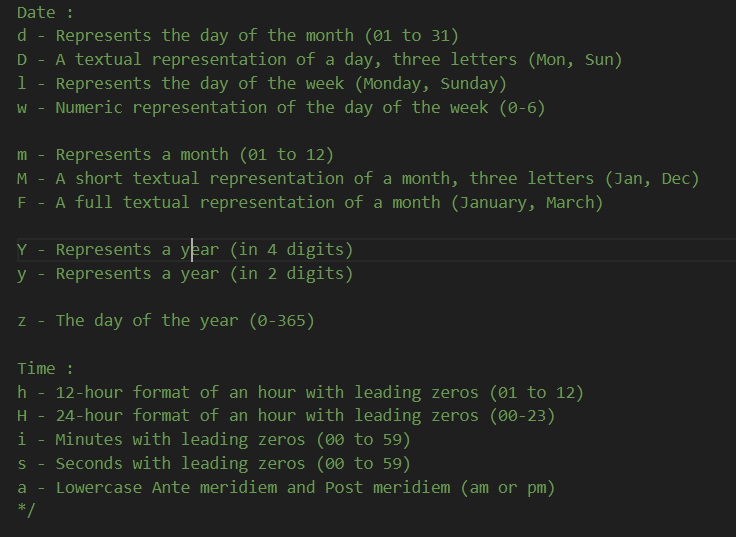 Date :
d - Represents the day of the month (01 to 31)
D - A textual representation of a day, three letters (Mon, Sun)
l - Represents the day of the week (Monday, Sunday)
w - Numeric representation of the day of the week (0-6)
m - Represents a month (01 to 12)
M - A short textual representation of a month, three letters (Jan, Dec)
F - A full textual representation of a month (January, March)
Y - Represents a year (in 4 digits)
y - Represents a year (in 2 digits)
z - The day of the year (0-365)
Time :
h - 12-hour format of an hour with leading zeros (01 to 12)
H - 24-hour format of an hour with leading zeros (00-23)
i - Minutes with leading zeros (00 to 59)
s - Seconds with leading zeros (00 to 59)
a - Lowercase Ante meridiem and Post meridiem (am or pm)
*/